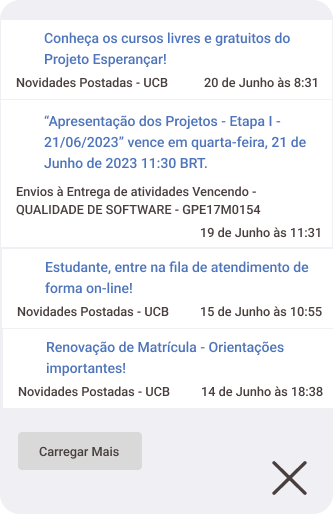 Conheça os cursos livres e gratuitos do
Projeto Esperançar!
Novidades Postadas - UCB 20 de Junho às 8:31
“Apresentação dos Projetos - Etapa I -
21/06/2023” vence em quarta-feira, 21 de
Junho de 2023 11:30 BRT.
Envios à Entrega de atividades Vencendo -
QUALIDADE DE SOFTWARE - GPE17M0154
19 de Junho às 11:31
Estudante, entre na fila de atendimento de
forma on-line!
Novidades Postadas - UCB 15 de Junho às 10:55
Renovação de Matrícula - Orientações
importantes!
Novidades Postadas - UCB 14 de Junho às 18:38
Carregar Mais